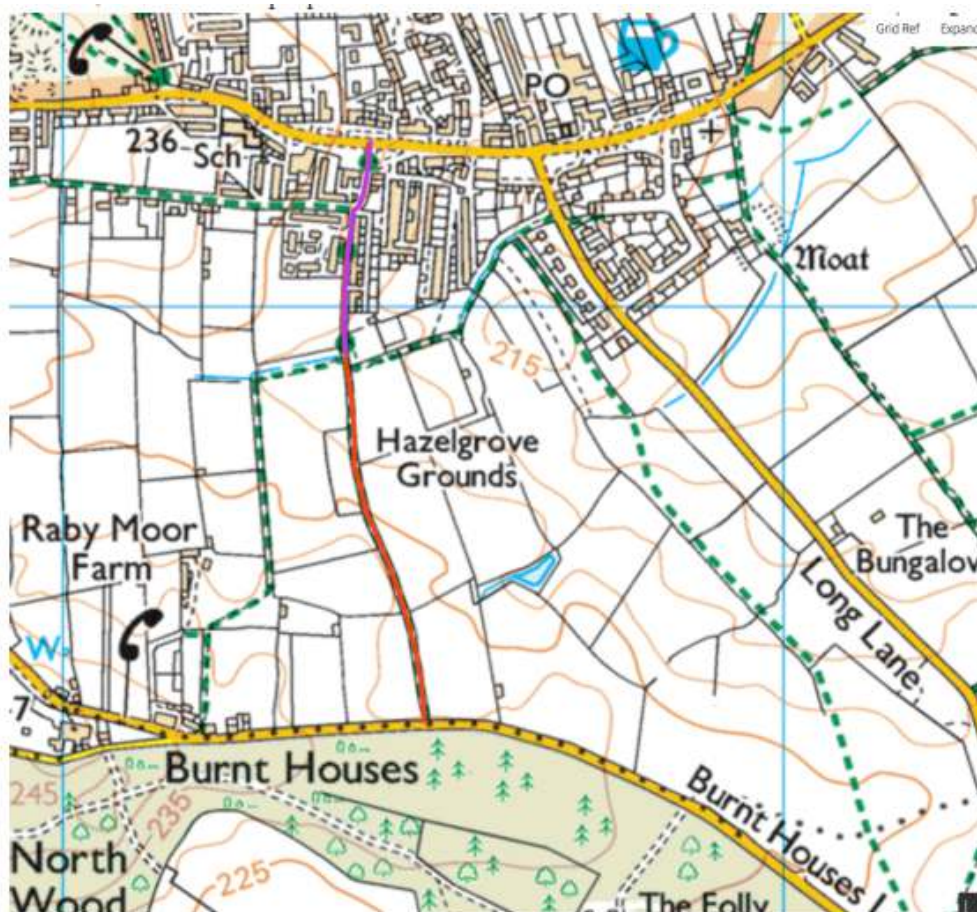 Grid Ref Expand
PO
236 Sch
+
Moat
215
Hazelgrove
Grounds
Raby Moor
Farm
The
Bungalow
Long Lane
W
7
Burnt Houses
245
235
Burnt Houses L
North
Wood
225
The Folly